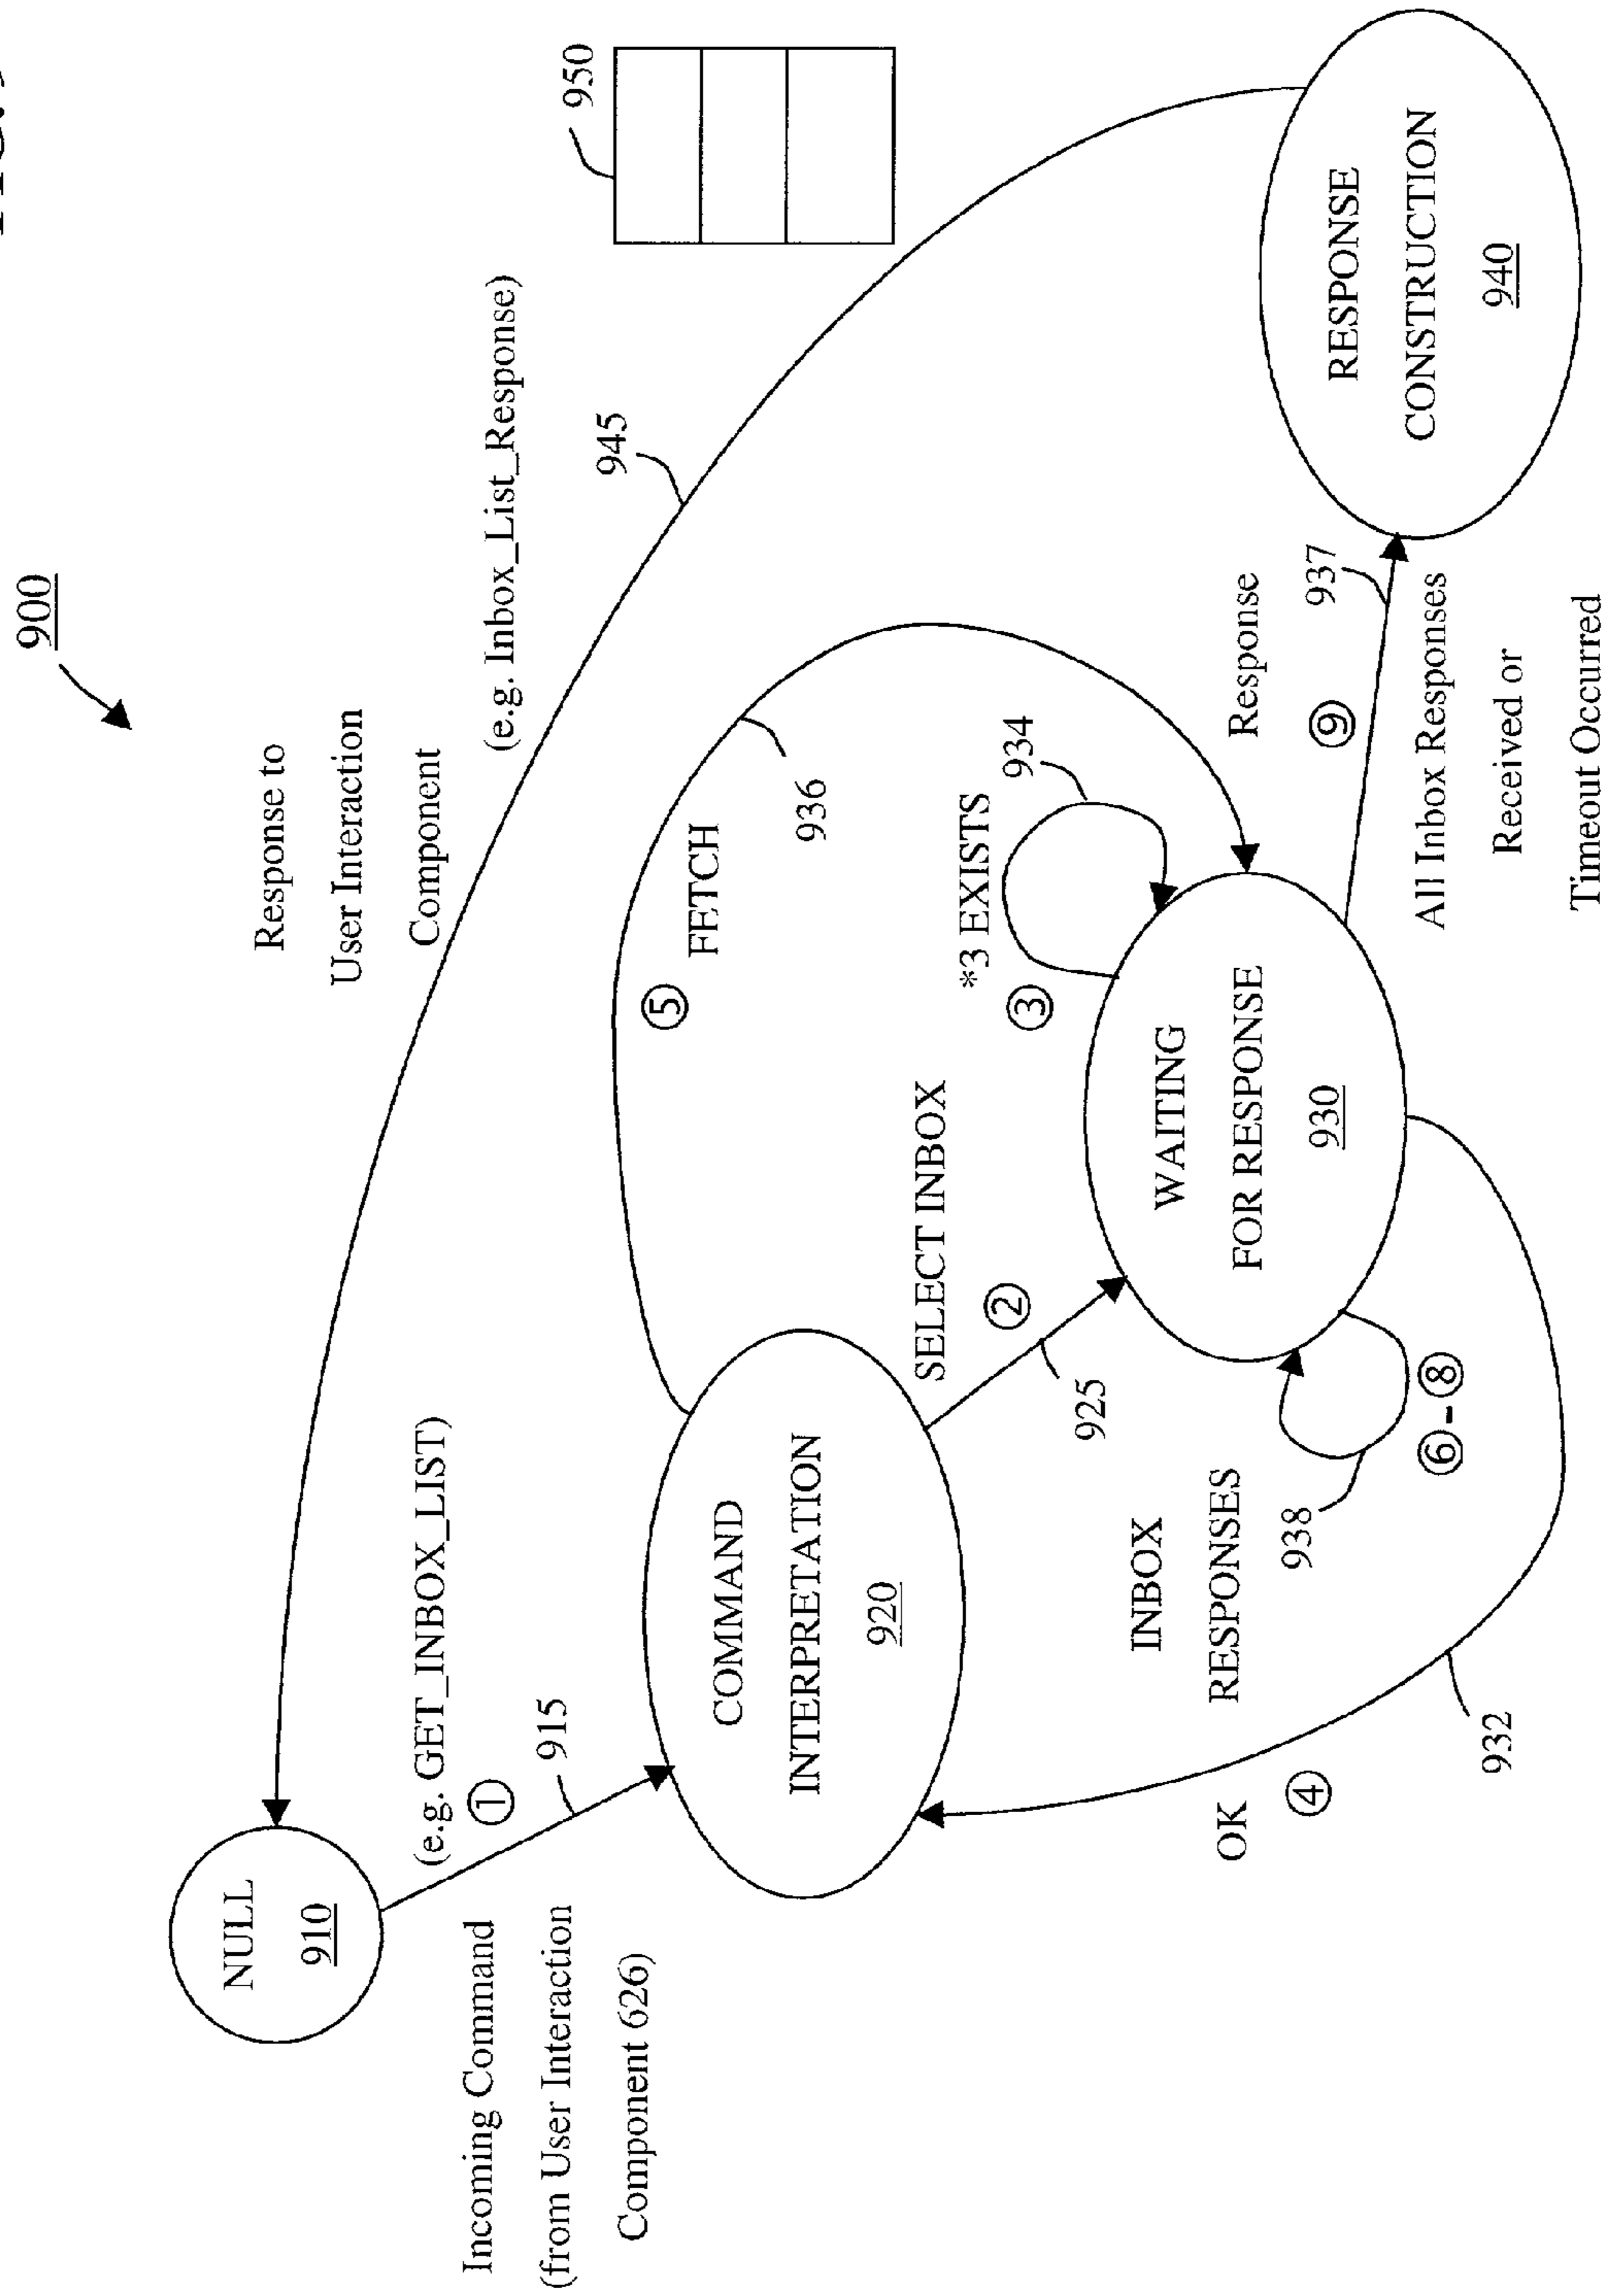 900
Response to
User Interaction
Component
(e.g. Inbox_List_Response)
945
950
NULL
910
(e.g. GET_INBOX_LIST)
①
915
Incoming Command
(from User Interaction
Component 626)
COMMAND
INTERPRETATION
920
⑤
FETCH
936
SELECT INBOX
②
925
*3 EXISTS
③
934
WAITING
FOR RESPONSE
930
INBOX
RESPONSES
938
⑥-⑧
OK
④
932
Response
⑨
937
All Inbox Responses
Received or
Timeout Occurred
RESPONSE
CONSTRUCTION
940